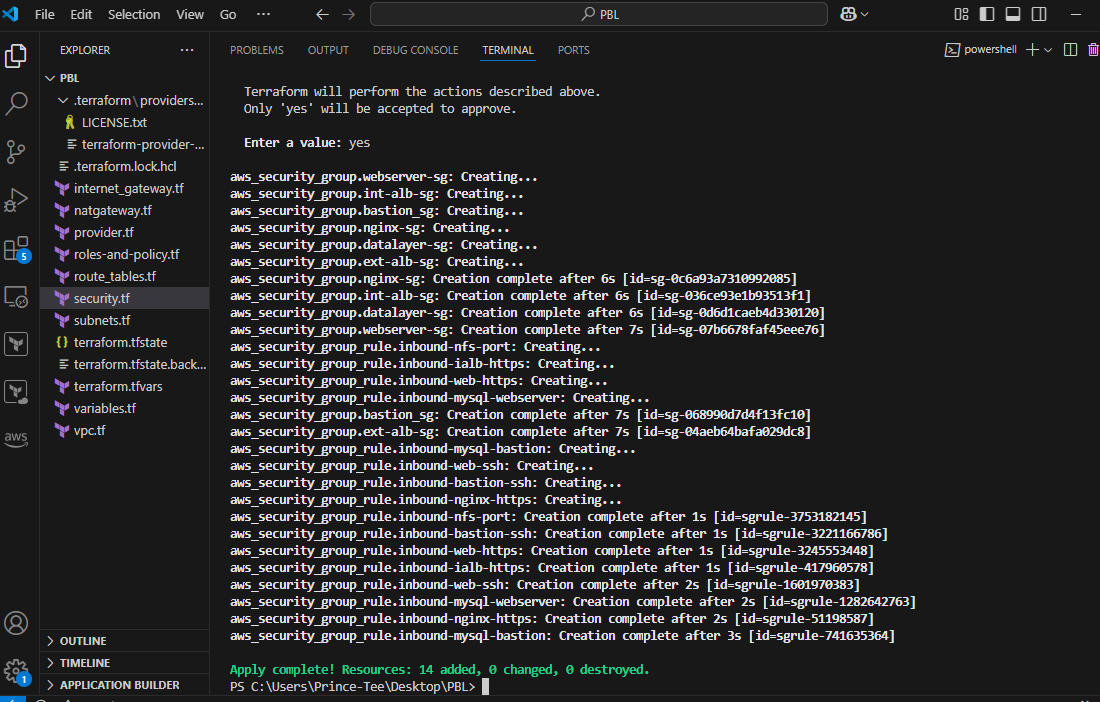 File Edit Selection View Go ··· PBL
EXPLORER ···
PBL
.terraform\providers...
LICENSE.txt
terraform-provider-...
.terraform.lock.hcl
internet_gateway.tf
natgateway.tf
provider.tf
roles-and-policy.tf
route_tables.tf
security.tf
subnets.tf
terraform.tfstate
terraform.tfstate.back...
terraform.tfvars
variables.tf
vpc.tf
OUTLINE
TIMELINE
APPLICATION BUILDER
5
aws
1
PROBLEMS OUTPUT DEBUG CONSOLE TERMINAL PORTS powershell
Terraform will perform the actions described above.
Only 'yes' will be accepted to approve.
Enter a value: yes
aws_security_group.webserver-sg: Creating...
aws_security_group.int-alb-sg: Creating...
aws_security_group.bastion_sg: Creating...
aws_security_group.nginx-sg: Creating...
aws_security_group.datalayer-sg: Creating...
aws_security_group.ext-alb-sg: Creating...
aws_security_group.nginx-sg: Creation complete after 6s [id=sg-0c6a93a7310992085]
aws_security_group.int-alb-sg: Creation complete after 6s [id=sg-036ce93e1b93513f1]
aws_security_group.datalayer-sg: Creation complete after 6s [id=sg-0d6d1caeb4d330120]
aws_security_group.webserver-sg: Creation complete after 7s [id=sg-07b6678faf45eee76]
aws_security_group_rule.inbound-nfs-port: Creating...
aws_security_group_rule.inbound-ialb-https: Creating...
aws_security_group_rule.inbound-web-https: Creating...
aws_security_group_rule.inbound-mysql-webserver: Creating...
aws_security_group.bastion_sg: Creation complete after 7s [id=sg-068990d7d4f13fc10]
aws_security_group.ext-alb-sg: Creation complete after 7s [id=sg-04aeb64bafa029dc8]
aws_security_group_rule.inbound-mysql-bastion: Creating...
aws_security_group_rule.inbound-web-ssh: Creating...
aws_security_group_rule.inbound-bastion-ssh: Creating...
aws_security_group_rule.inbound-nginx-https: Creating...
aws_security_group_rule.inbound-nfs-port: Creation complete after 1s [id=sgrule-3753182145]
aws_security_group_rule.inbound-bastion-ssh: Creation complete after 1s [id=sgrule-3221166786]
aws_security_group_rule.inbound-web-https: Creation complete after 1s [id=sgrule-3245553448]
aws_security_group_rule.inbound-ialb-https: Creation complete after 1s [id=sgrule-417960578]
aws_security_group_rule.inbound-web-ssh: Creation complete after 2s [id=sgrule-1601970383]
aws_security_group_rule.inbound-mysql-webserver: Creation complete after 2s [id=sgrule-1282642763]
aws_security_group_rule.inbound-nginx-https: Creation complete after 2s [id=sgrule-51198587]
aws_security_group_rule.inbound-mysql-bastion: Creation complete after 3s [id=sgrule-741635364]
Apply complete! Resources: 14 added, 0 changed, 0 destroyed.
PS C:\Users\Prince-Tee\Desktop\PBL>